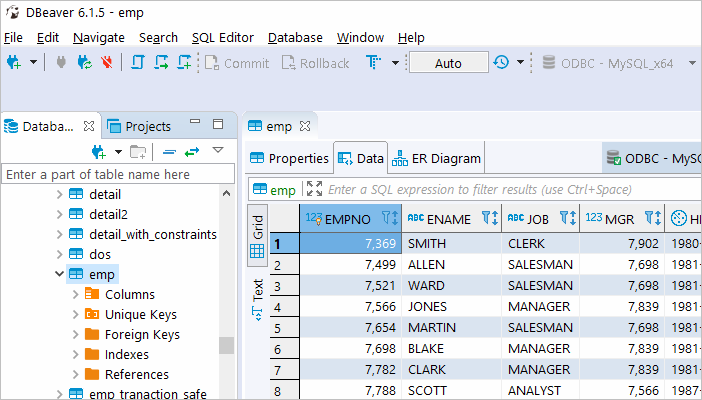 DBeaver 6.1.5 - emp
File Edit Navigate Search SQL Editor Database Window Help
Commit Rollback Auto ODBC - MySQL_x64
Databa... Projects
Enter a part of table name here
detail
detail2
detail_with_constraints
dos
emp
Columns
Unique Keys
Foreign Keys
Indexes
References
emp_tranaction_safe
emp
Properties Data ER Diagram ODBC - MySQ
emp Enter a SQL expression to filter results (use Ctrl+Space)
Grid
Text
123 EMPNO ABC ENAME ABC JOB 123 MGR HI
1 7,369 SMITH CLERK 7,902 1980-
2 7,499 ALLEN SALESMAN 7,698 1981-
3 7,521 WARD SALESMAN 7,698 1981-
4 7,566 JONES MANAGER 7,839 1981-
5 7,654 MARTIN SALESMAN 7,698 1981-
6 7,698 BLAKE MANAGER 7,839 1981-
7 7,782 CLARK MANAGER 7,839 1981-
8 7,788 SCOTT ANALYST 7,566 1987-